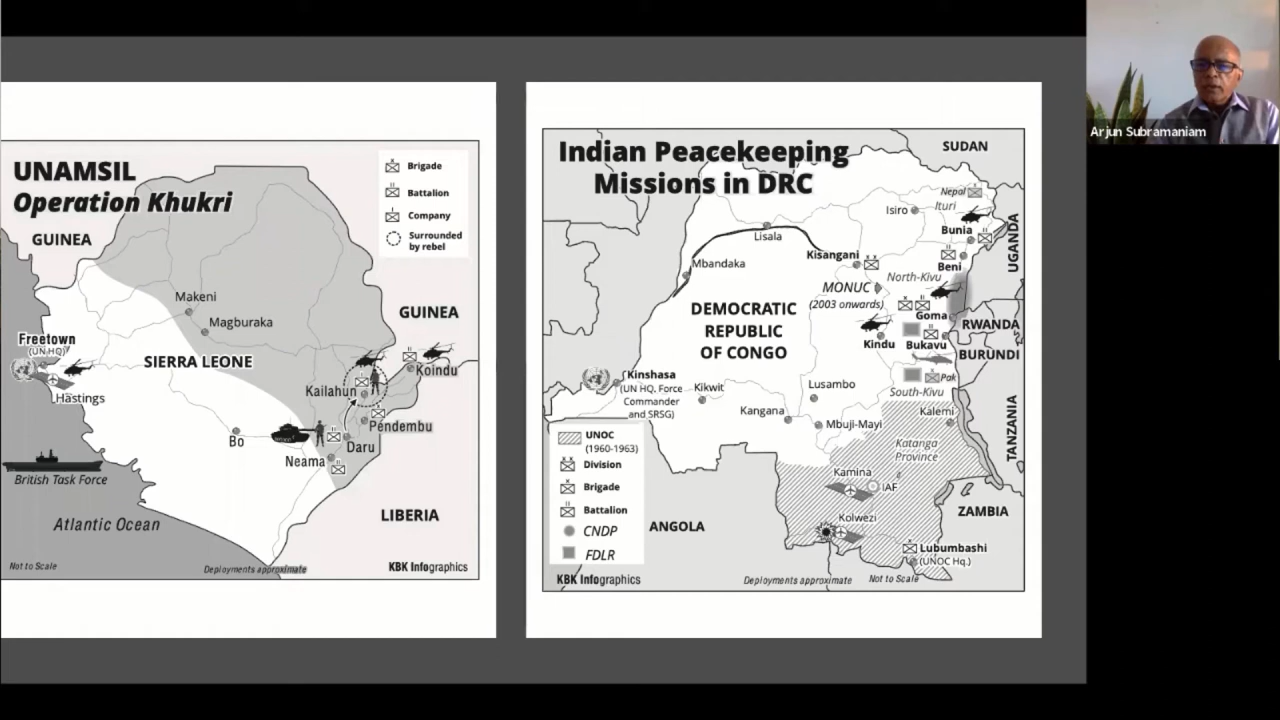 UNAMSIL
Operation Khukri
Brigade
Battalion
Company
Surrounded
by rebel
GUINEA
Makeni
Magburaka
GUINEA
Freetown
(UN HQ)
SIERRA LEONE
Koindu
Kailahun
Hastings
Pendembu
Bo
Daru
Neama
British Task Force
LIBERIA
Atlantic Ocean
Not to Scale
Deployments approximate
KBK Infographics
Indian Peacekeeping
Missions in DRC
SUDAN
Nepal
Ituri
Isiro
Bunia
UGANDA
Lisala
Kisangani
Beni
Mbandaka
North-Kivu
MONUC
(2003 onwards)
DEMOCRATIC
REPUBLIC
OF CONGO
Goma
RWANDA
Kindu
Bukavu
BURUNDI
Kinshasa
(UN HQ. Force
Commander
and SRSG)
Kikwit
Lusambo
Pak
South-Kivu
Kangana
Mbuji-Mayi
Kalemi
TANZANIA
Katanga
Province
UNOC
(1960-1963)
Division
Brigade
Battalion
CNDP
FDLR
Kamina
IAF
Kolwezi
ANGOLA
ZAMBIA
Lubumbashi
(UNOC Hq.)
KBK Infographics
Deployments approximate
Not to Scale
Arjun Subramaniam